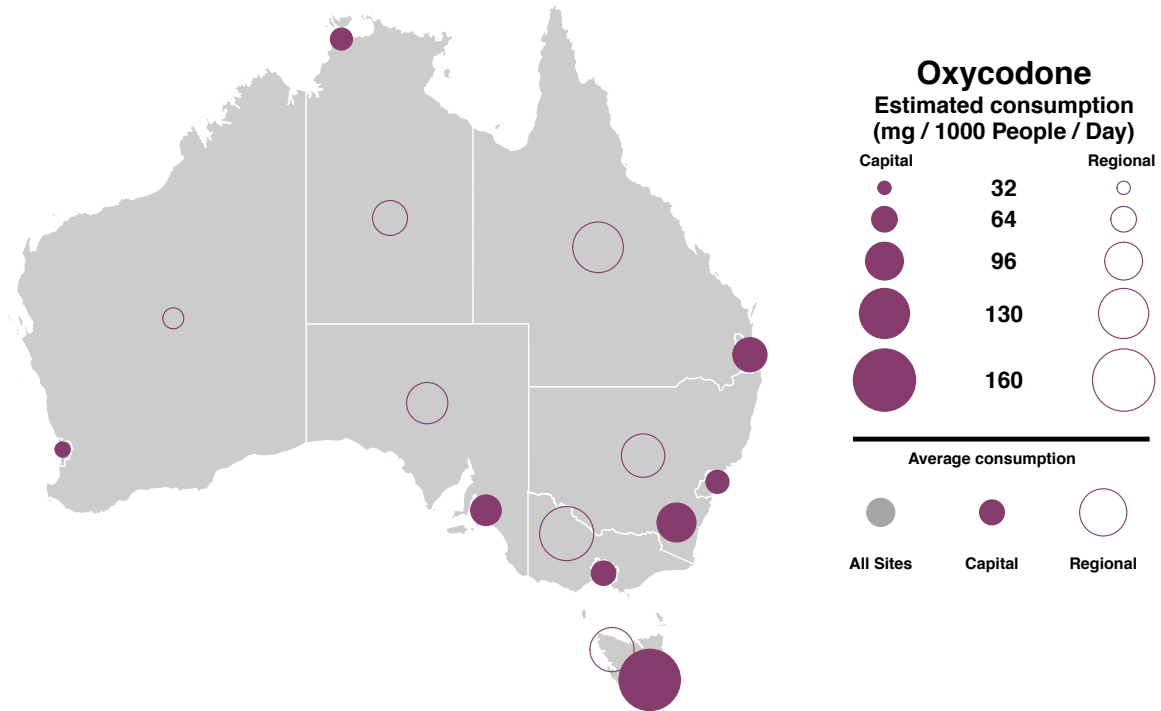 Oxycodone
Estimated consumption
(mg / 1000 People / Day)
Capital Regional
32
64
96
130
160
Average consumption
All Sites Capital Regional